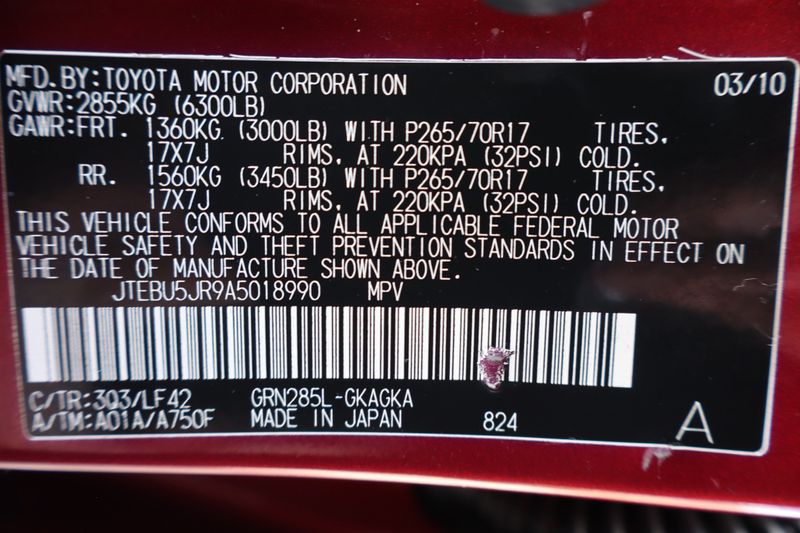 MFD. BY: TOYOTA MOTOR CORPORATION 03/10
GVWR: 2855KG (6300LB)
GAWR: FRT. 1360KG (3000LB) WITH P265/70R17 TIRES,
17X7J RIMS, AT 220KPA (32PSI) COLD.
RR. 1560KG (3450LB) WITH P265/70R17 TIRES,
17X7J RIMS, AT 220KPA (32PSI) COLD.
THIS VEHICLE CONFORMS TO ALL APPLICABLE FEDERAL MOTOR
VEHICLE SAFETY AND THEFT PREVENTION STANDARDS IN EFFECT ON
THE DATE OF MANUFACTURE SHOWN ABOVE.
JTEBU5JR9A5018990 MPV
C/TR: 3Q3/LF42 GRN285L-GKAGKA
A/TM: A01A/A750F MADE IN JAPAN 824 A